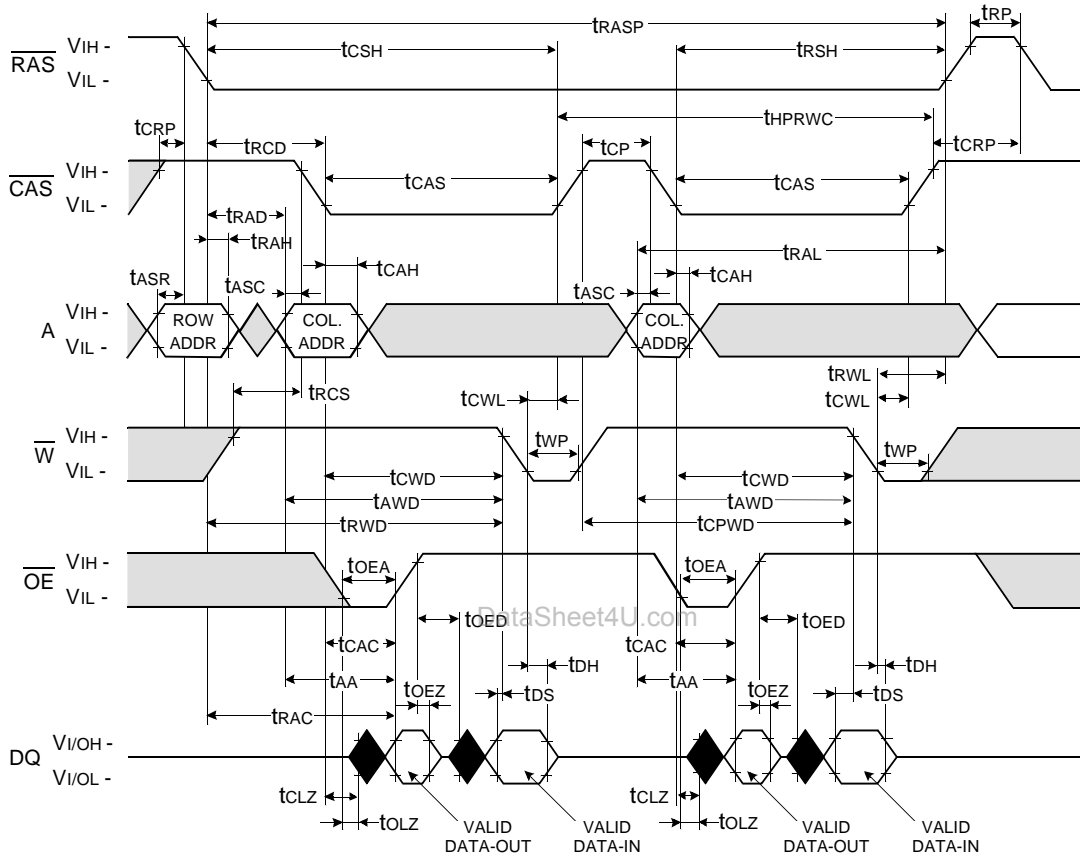 tRASP
tRP
RAS
VIH -
VIL -
tCSH
tRSH
tHPRWC
tCRP
tRCD
tCP
tCRP
CAS
VIH -
VIL -
tCAS
tCAS
tRAD
tRAH
tRAL
tASR
tASC
tCAH
tASC
tCAH
A
VIH -
VIL -
ROW
ADDR
COL.
ADDR
COL.
ADDR
tRCS
tCWL
tRWL
tCWL
W
VIH -
VIL -
tWP
tWP
tCWD
tCWD
tAWD
tAWD
tRWD
tCPWD
OE
VIH -
VIL -
tOEA
tOEA
DataSheet4U.com
tOED
tOED
tCAC
tCAC
tDH
tDH
tAA
tAA
tOEZ
tDS
tOEZ
tDS
tRAC
DQ
VI/OH -
VI/OL -
tCLZ
tCLZ
tOLZ
tOLZ
VALID
DATA-OUT
VALID
DATA-IN
VALID
DATA-OUT
VALID
DATA-IN